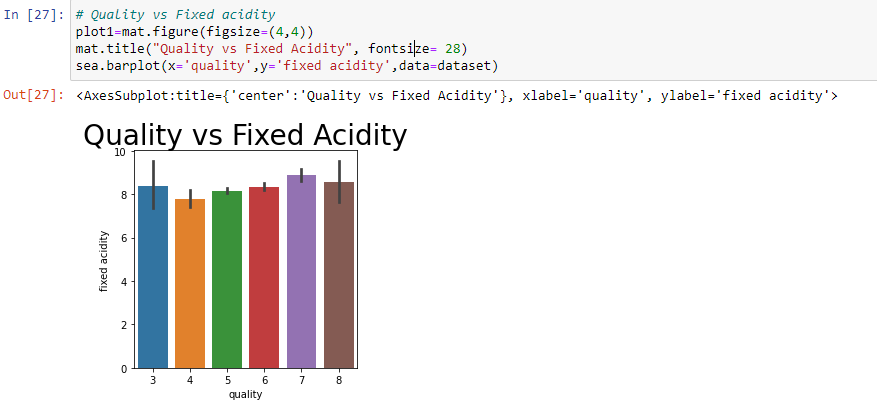 In [27]: # Quality vs Fixed acidity
plot1=mat.figure(figsize=(4,4))
mat.title("Quality vs Fixed Acidity", fontsize= 28)
sea.barplot(x='quality',y='fixed acidity',data=dataset)
Out[27]: <AxesSubplot:title={'center':'Quality vs Fixed Acidity'}, xlabel='quality', ylabel='fixed acidity'>
Quality vs Fixed Acidity
10
8
6
4
2
0
fixed acidity
3 4 5 6 7 8
quality